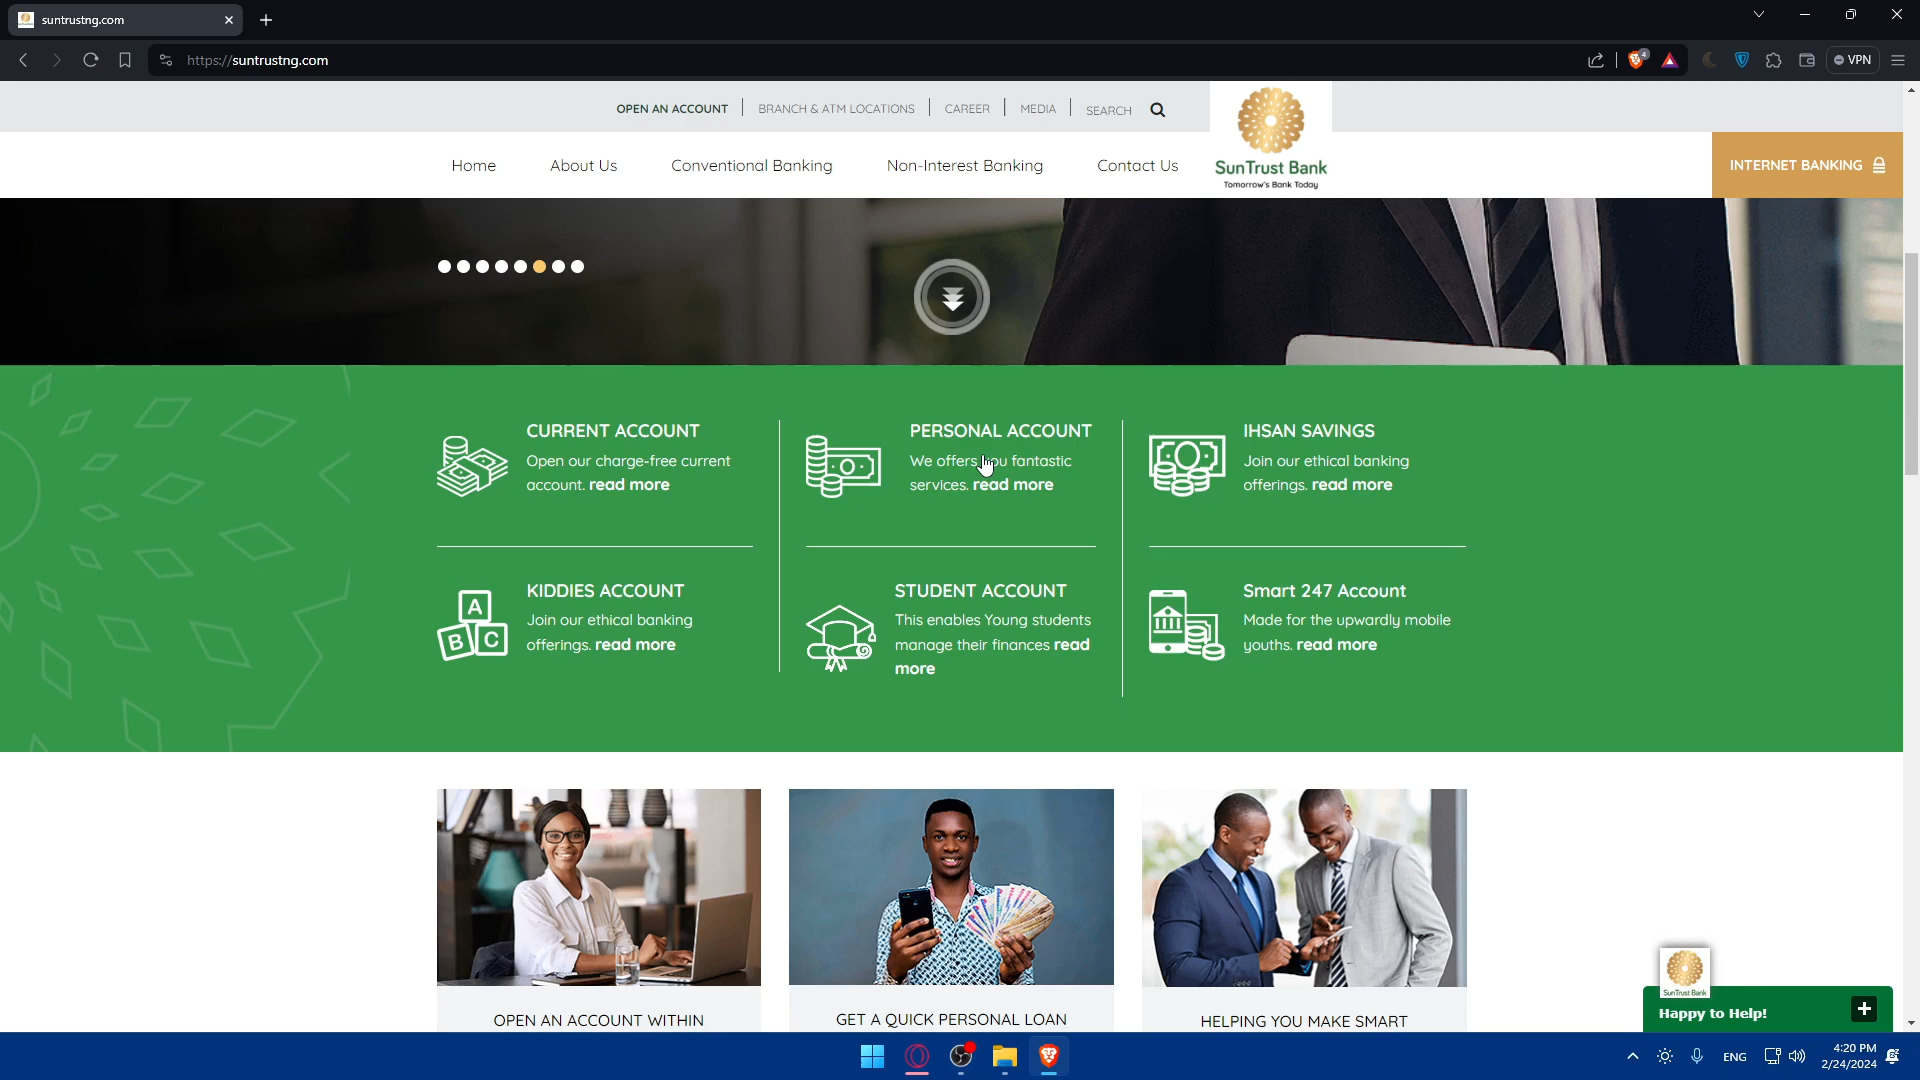 suntrustng.com
https://suntrustng.com
4
VPN
OPEN AN ACCOUNT
BRANCH & ATM LOCATIONS
CAREER
MEDIA
SEARCH
SunTrust Bank
Tomorrow's Bank Today
Home
About Us
Conventional Banking
Non-Interest Banking
Contact Us
INTERNET BANKING
CURRENT ACCOUNT
Open our charge-free current
account. read more
PERSONAL ACCOUNT
We offers you fantastic
services. read more
IHSAN SAVINGS
Join our ethical banking
offerings. read more
A
B C
KIDDIES ACCOUNT
Join our ethical banking
offerings. read more
STUDENT ACCOUNT
This enables Young students
manage their finances read
more
Smart 247 Account
Made for the upwardly mobile
youths. read more
OPEN AN ACCOUNT WITHIN
GET A QUICK PERSONAL LOAN
HELPING YOU MAKE SMART
SunTrust Bank
Happy to Help!
ENG
4:20 PM
2/24/2024